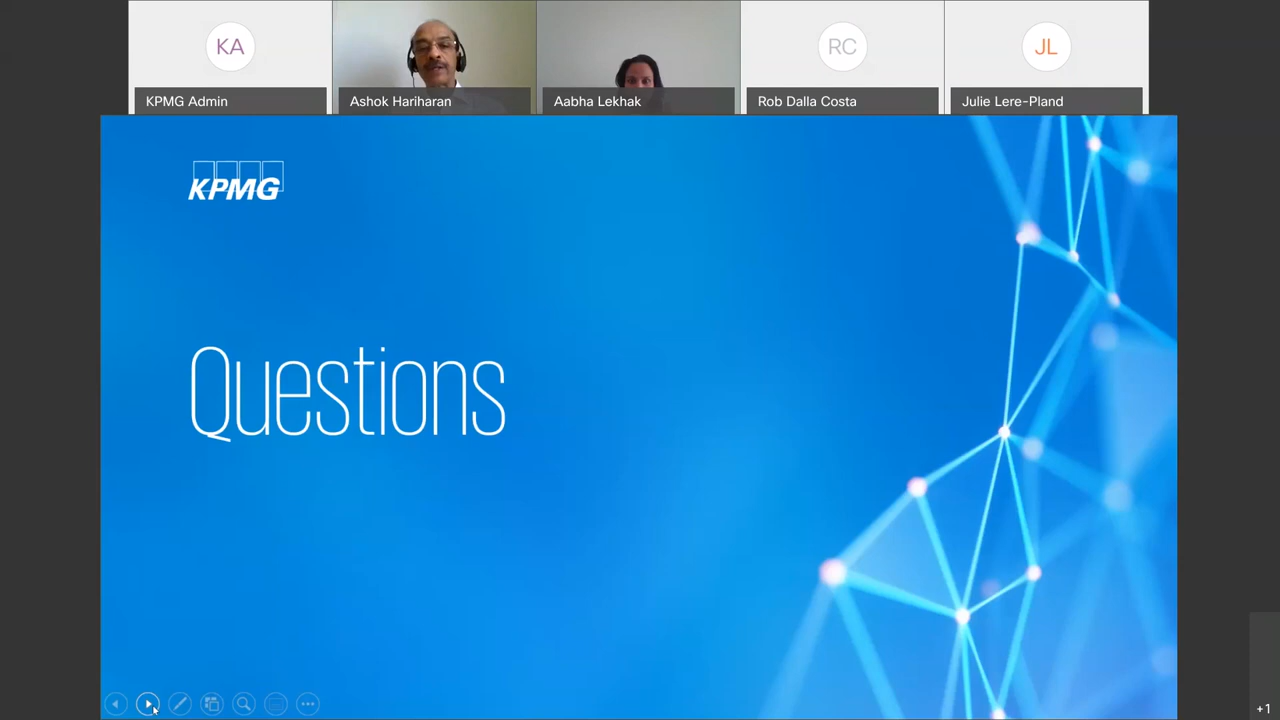 KA
RC
JL
KPMG Admin
Ashok Hariharan
Aabha Lekhak
Rob Dalla Costa
Julie Lere-Pland
KPMG
Questions
+1